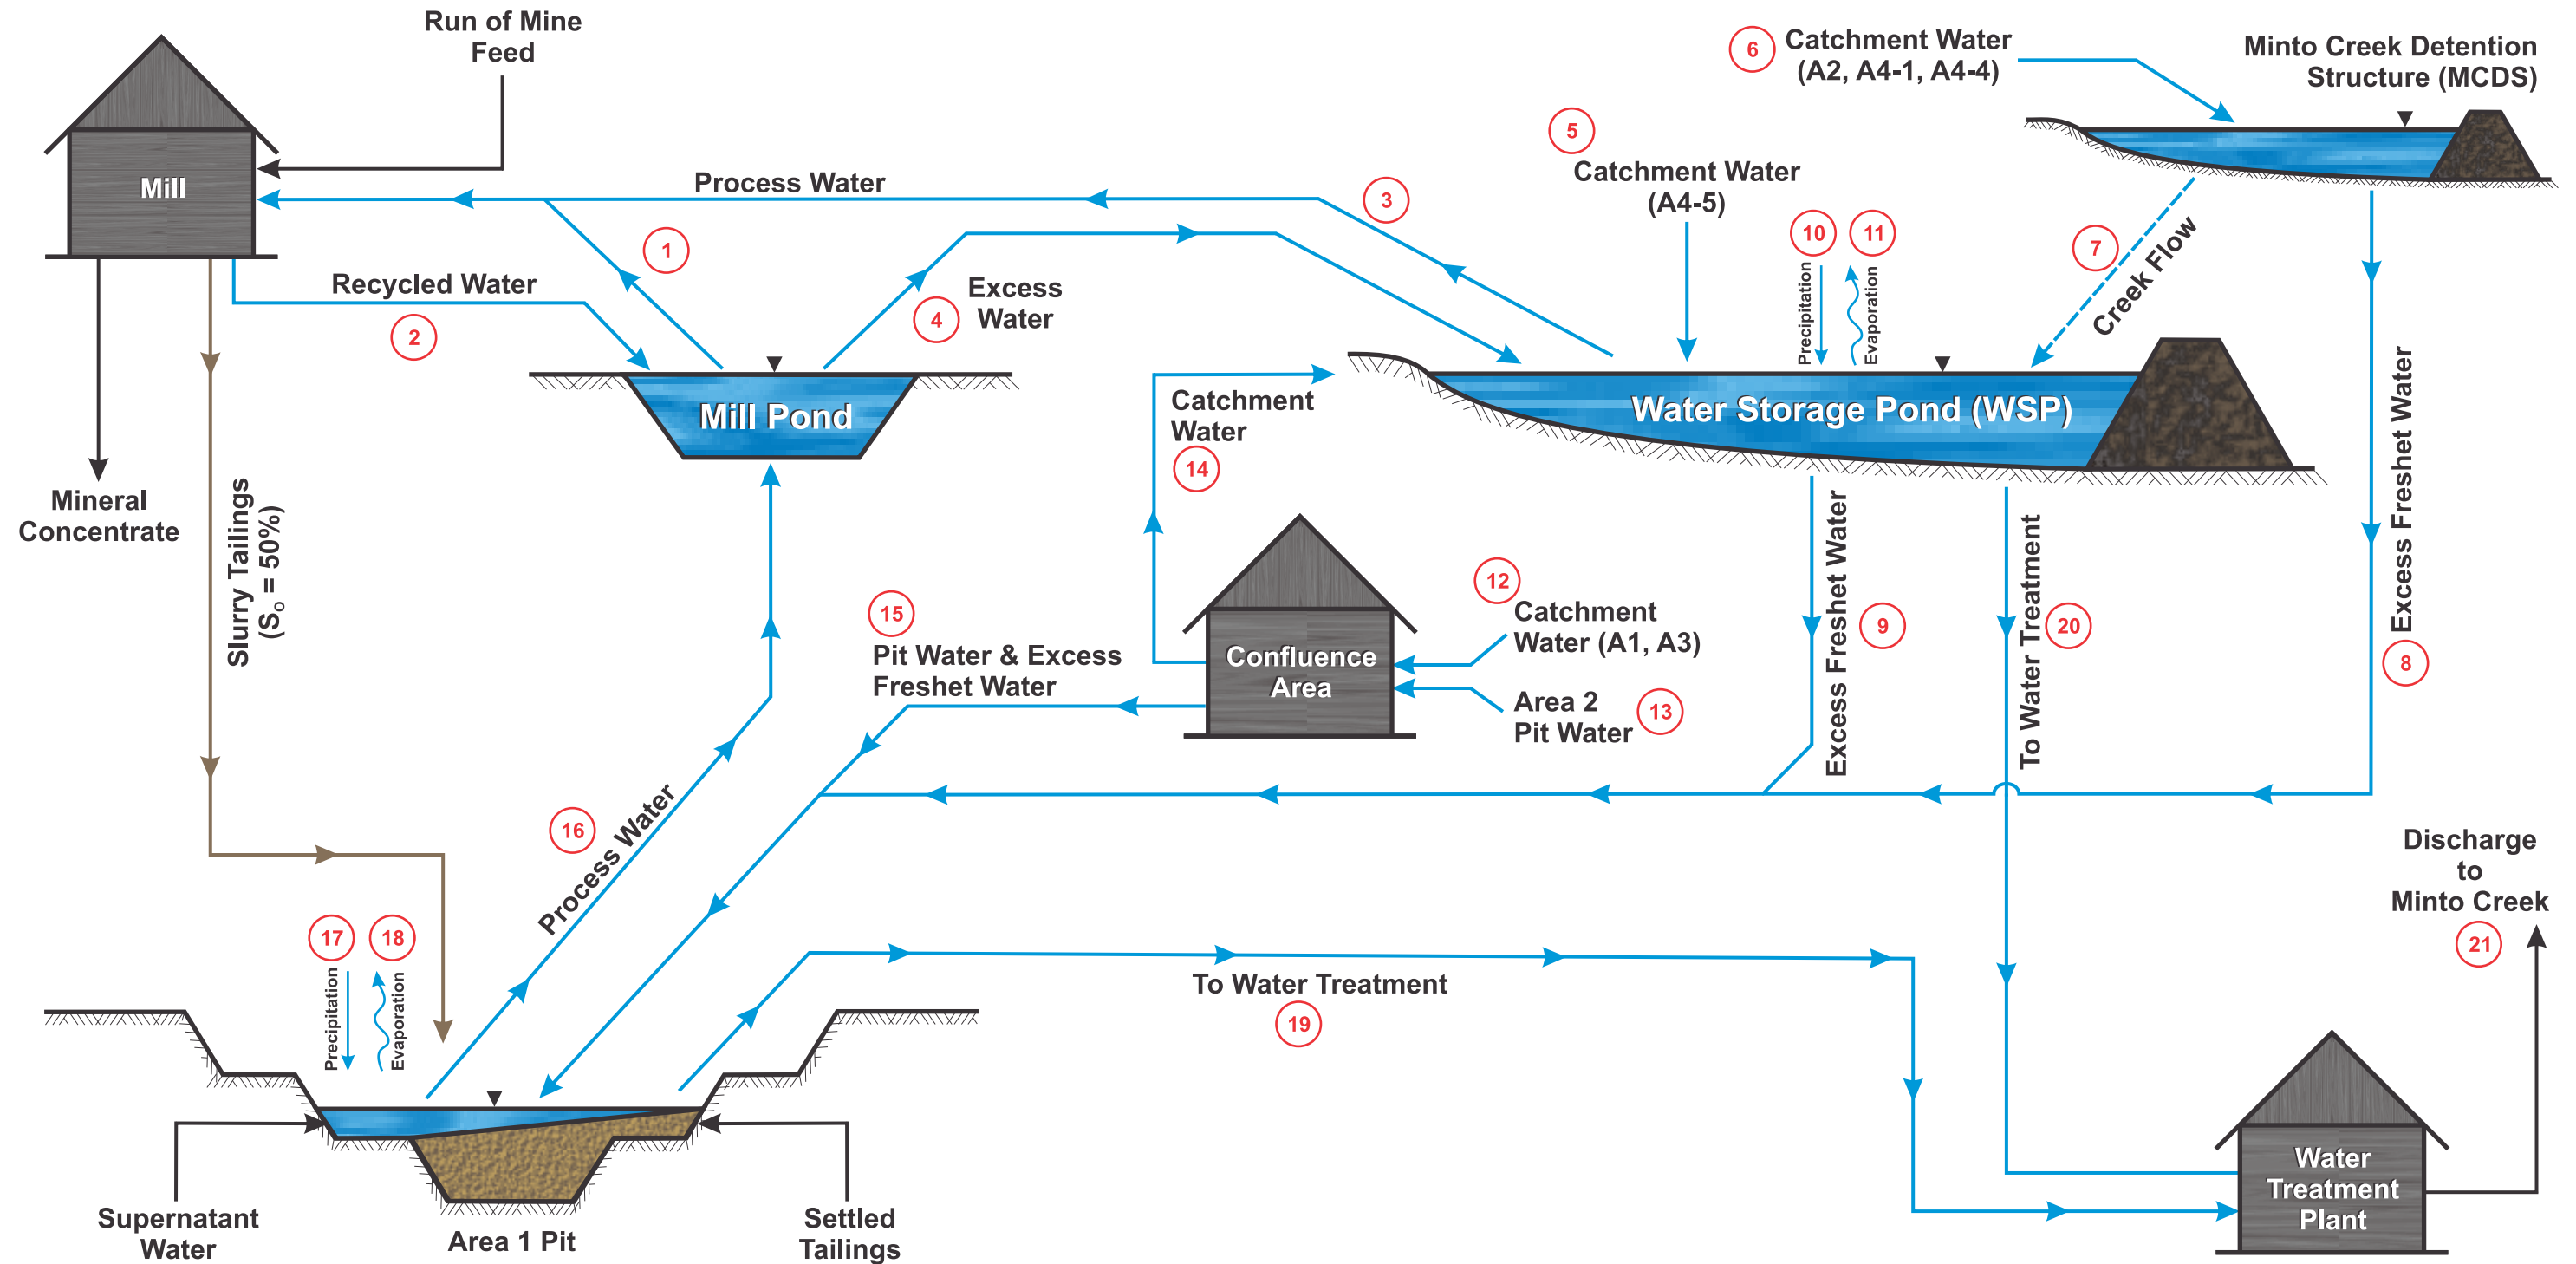 Run of Mine
Feed
6
Catchment Water
(A2, A4-1, A4-4)
Minto Creek Detention
Structure (MCDS)
5
Catchment Water
(A4-5)
Mill
Process Water
3
1
10
11
7
Creek Flow
Precipitation
Evaporation
Recycled Water
2
4
Excess
Water
Mill Pond
Water Storage Pond (WSP)
Catchment
Water
14
Mineral
Concentrate
Slurry Tailings
(So = 50%)
Excess Freshet Water
8
Excess Freshet Water
9
To Water Treatment
20
12
Catchment
Water (A1, A3)
Confluence
Area
Area 2
Pit Water
13
15
Pit Water & Excess
Freshet Water
16
Process Water
17
18
Precipitation
Evaporation
To Water Treatment
19
Discharge
to
Minto Creek
21
Water
Treatment
Plant
Supernatant
Water
Area 1 Pit
Settled
Tailings